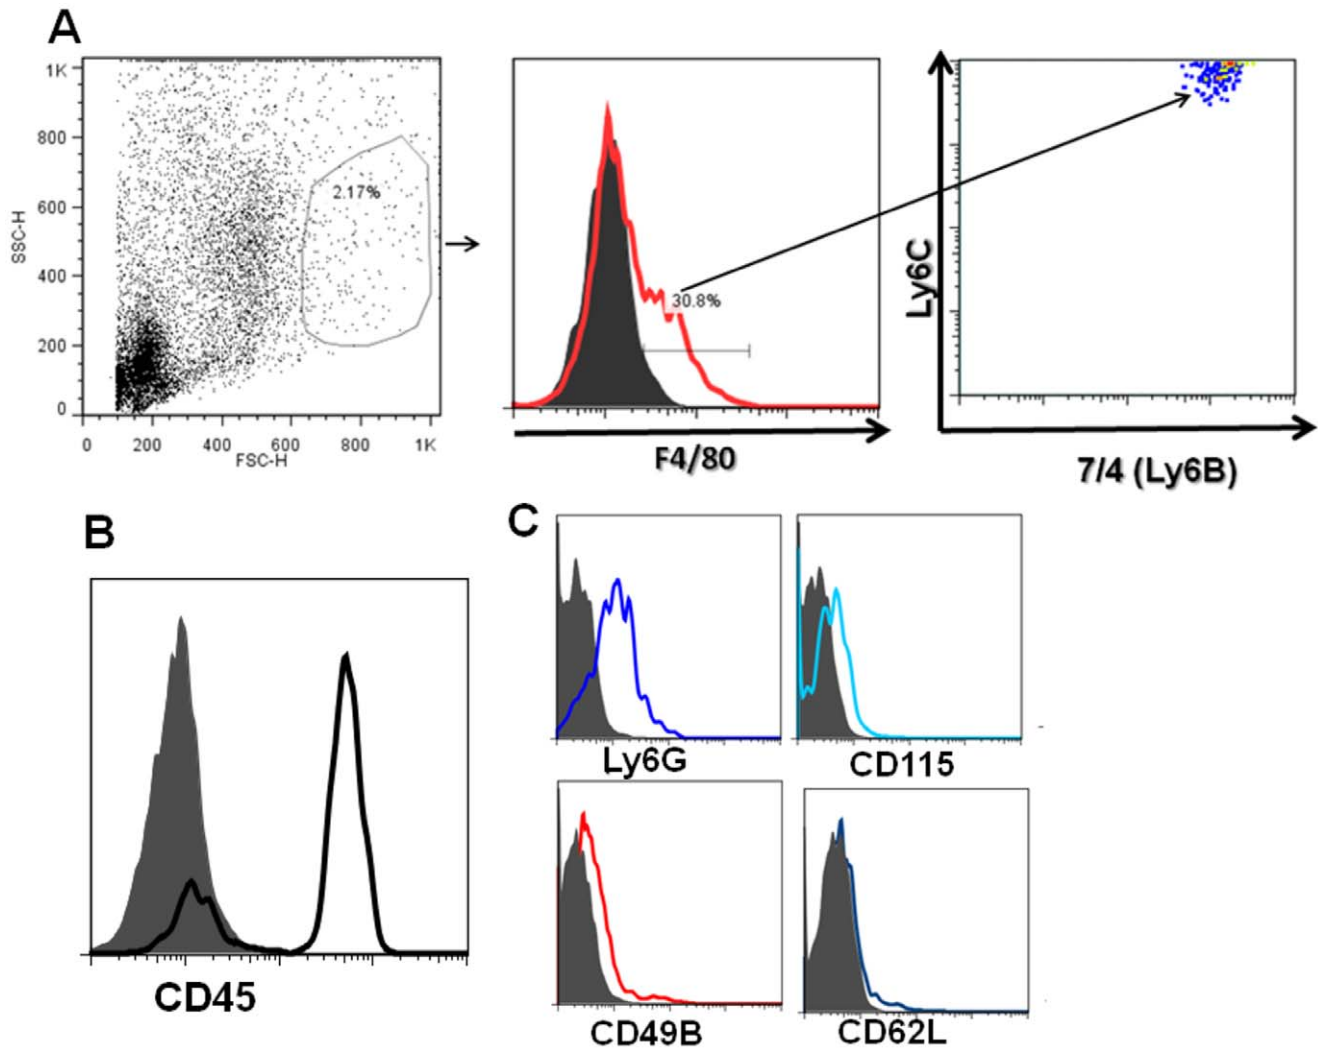 A
1K
800
600
400
200
0
SSC-H
2.17%
0 200 400 600 800 1K
FSC-H
30.8%
F4/80
Ly6C
7/4 (Ly6B)
B
CD45
C
Ly6G
CD115
CD49B
CD62L